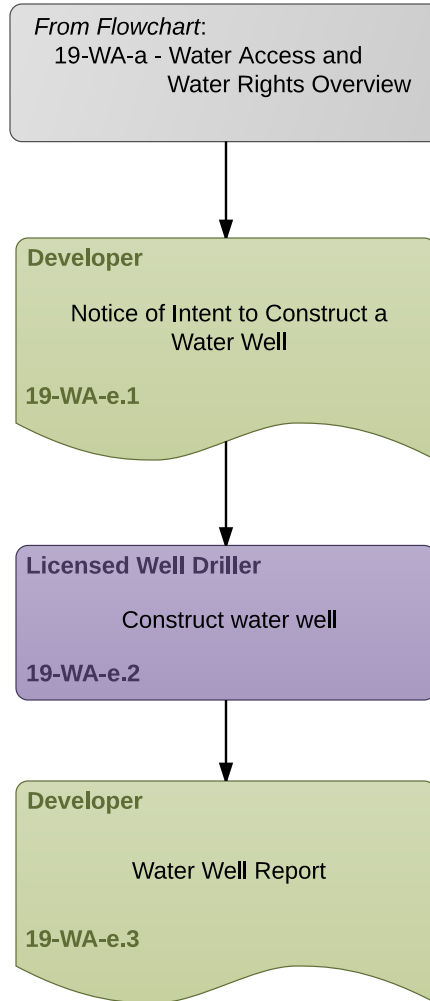 From Flowchart:
19-WA-a - Water Access and
Water Rights Overview
Developer
Notice of Intent to Construct a
Water Well
19-WA-e.1
Licensed Well Driller
Construct water well
19-WA-e.2
Developer
Water Well Report
19-WA-e.3